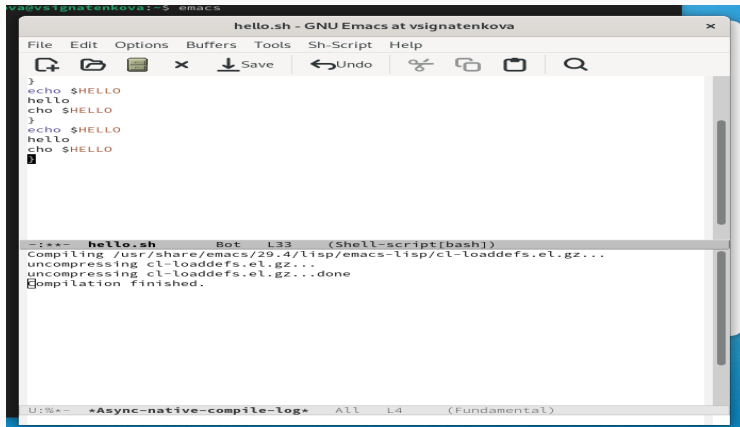 va@vsignatenkova:~$ emacs
hello.sh - GNU Emacs at vsignatenkova
File Edit Options Buffers Tools Sh-Script Help
Save Undo
}
echo $HELLO
hello
cho $HELLO
}
echo $HELLO
hello
cho $HELLO
}
-:**- hello.sh Bot L33 (Shell-script[bash])
Compiling /usr/share/emacs/29.4/lisp/emacs-lisp/cl-loaddefs.el.gz...
uncompressing cl-loaddefs.el.gz...
uncompressing cl-loaddefs.el.gz...done
Compilation finished.
U:%*- *Async-native-compile-log* All L4 (Fundamental)